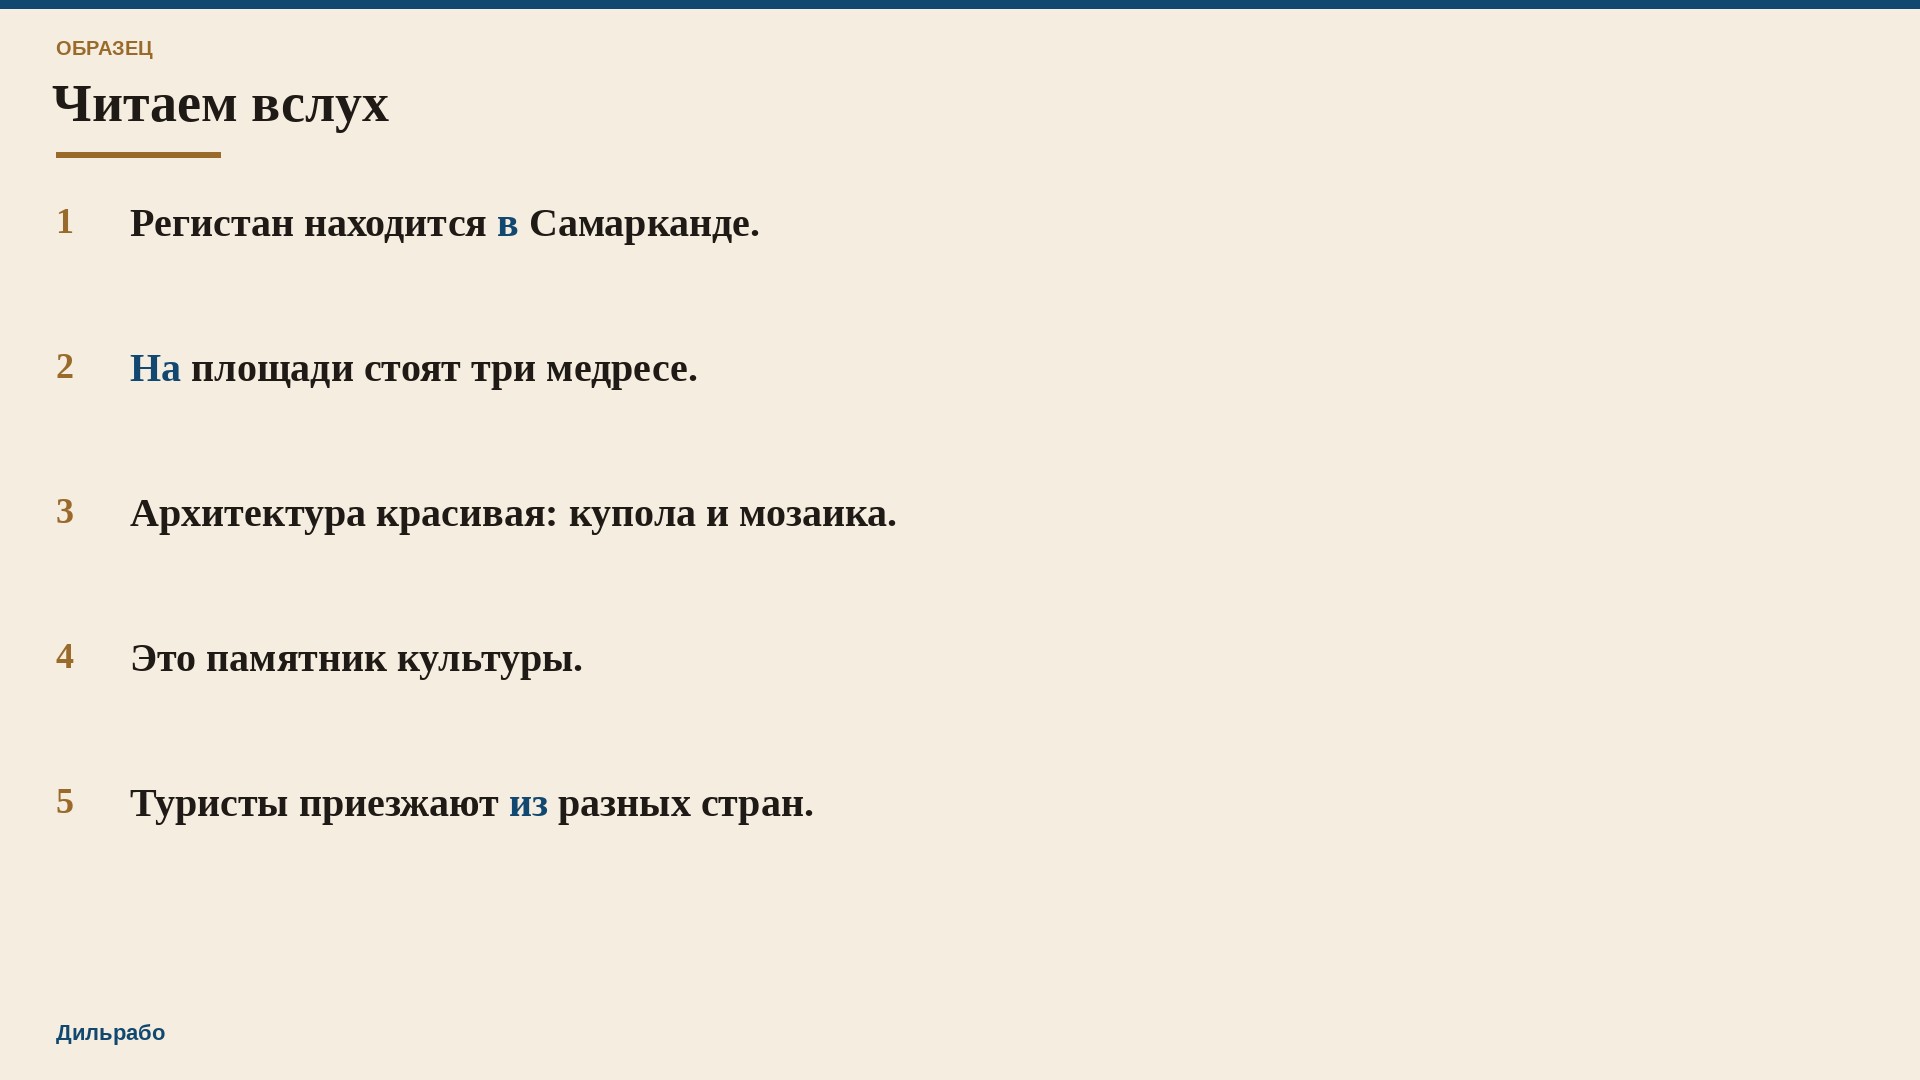 ОБРАЗЕЦ
Читаем вслух
1 Регистан находится в Самарканде.
2 На площади стоят три медресе.
3 Архитектура красивая: купола и мозаика.
4 Это памятник культуры.
5 Туристы приезжают из разных стран.
Дильрабо